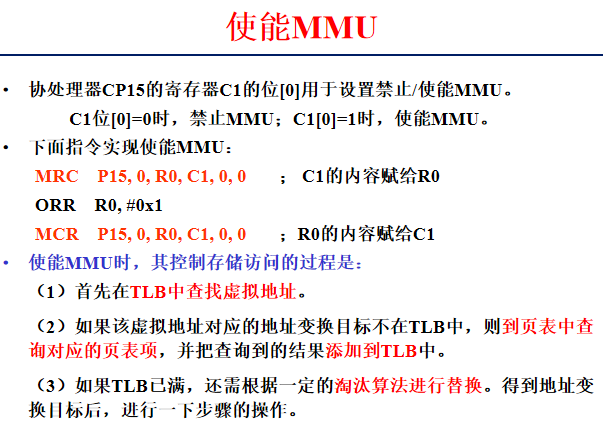 使能MMU
• 协处理器CP15的寄存器C1的位[0]用于设置禁止/使能MMU。
C1位[0]=0时，禁止MMU；C1[0]=1时，使能MMU。
• 下面指令实现使能MMU：
MRC P15, 0, R0, C1, 0, 0 ； C1的内容赋给R0
ORR R0, #0x1
MCR P15, 0, R0, C1, 0, 0 ；R0的内容赋给C1
• 使能MMU时，其控制存储访问的过程是：
（1）首先在TLB中查找虚拟地址。
（2）如果该虚拟地址对应的地址变换目标不在TLB中，则到页表中查
询对应的页表项，并把查询到的结果添加到TLB中。
（3）如果TLB已满，还需根据一定的淘汰算法进行替换。得到地址变
换目标后，进行一下步骤的操作。